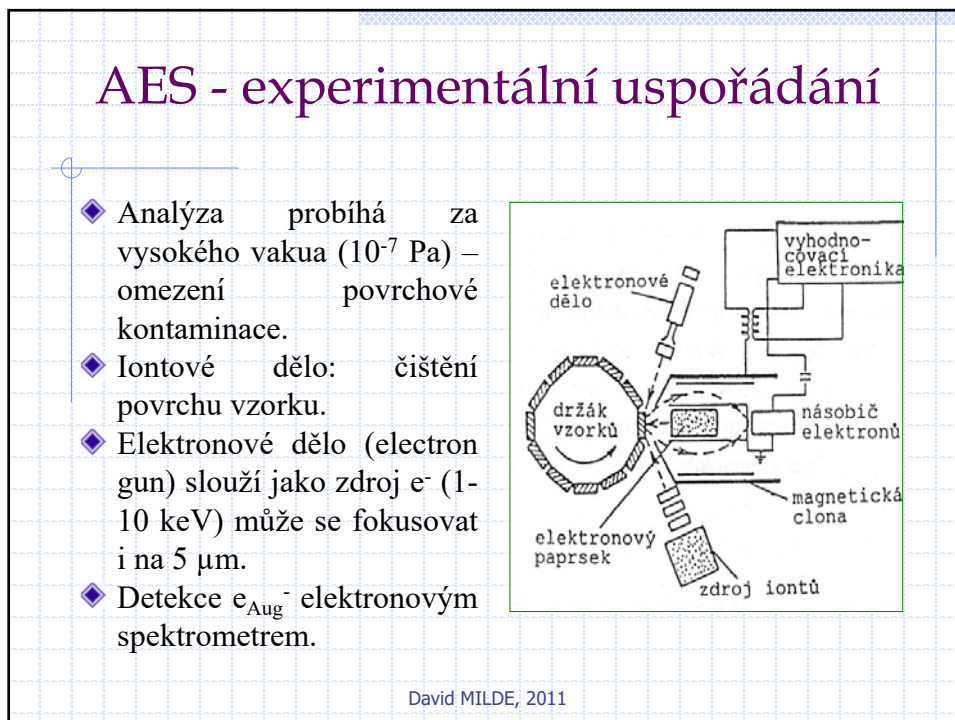 AES - experimentální uspořádání
Analýza probíhá za
vysokého vakua (10⁻⁷ Pa) –
omezení povrchové
kontaminace.
Iontové dělo: čištění
povrchu vzorku.
Elektronové dělo (electron
gun) slouží jako zdroj e⁻ (1-
10 keV) může se fokusovat
i na 5 µm.
Detekce e_Aug⁻ elektronovým
spektrometrem.
vyhodno-
covací
elektronika
elektronové
dělo
držák
vzorků
násobič
elektronů
magnetická
clona
elektronový
paprsek
zdroj iontů
David MILDE, 2011